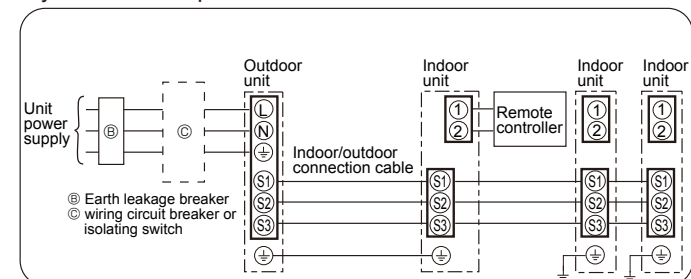 Outdoor unit
Indoor unit
Indoor unit
Indoor unit
Unit power supply
Ⓑ
Ⓒ
L
N
1
2
Remote controller
1
2
1
2
Indoor/outdoor connection cable
S1
S2
S3
S1
S2
S3
S1
S2
S3
S1
S2
S3
Ⓑ Earth leakage breaker
Ⓒ wiring circuit breaker or
isolating switch